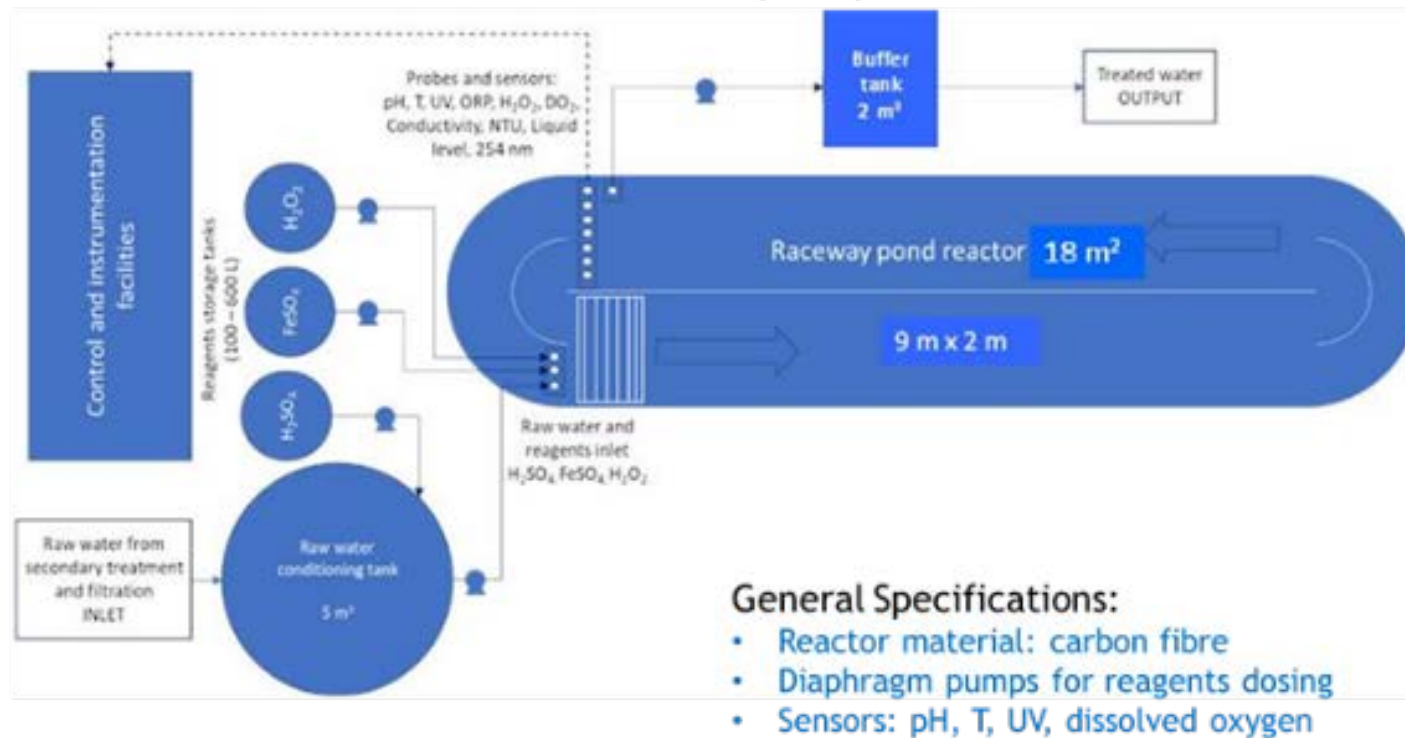 Control and instrumentation
facilities
Probes and sensors:
pH, T, UV, ORP, H₂O₂, DO₂,
Conductivity, NTU, Liquid
level, 254 nm
Buffer
tank
2 m³
Treated water
OUTPUT
Reagents storage tanks
(100 – 600 L)
H₂O₂
FeSO₄
H₂SO₄
Raceway pond reactor
18 m²
9 m x 2 m
Raw water and
reagents inlet
H₂SO₄, FeSO₄, H₂O₂
Raw water from
secondary treatment
and filtration
INLET
Raw water
conditioning tank
5 m³
General Specifications:
• Reactor material: carbon fibre
• Diaphragm pumps for reagents dosing
• Sensors: pH, T, UV, dissolved oxygen